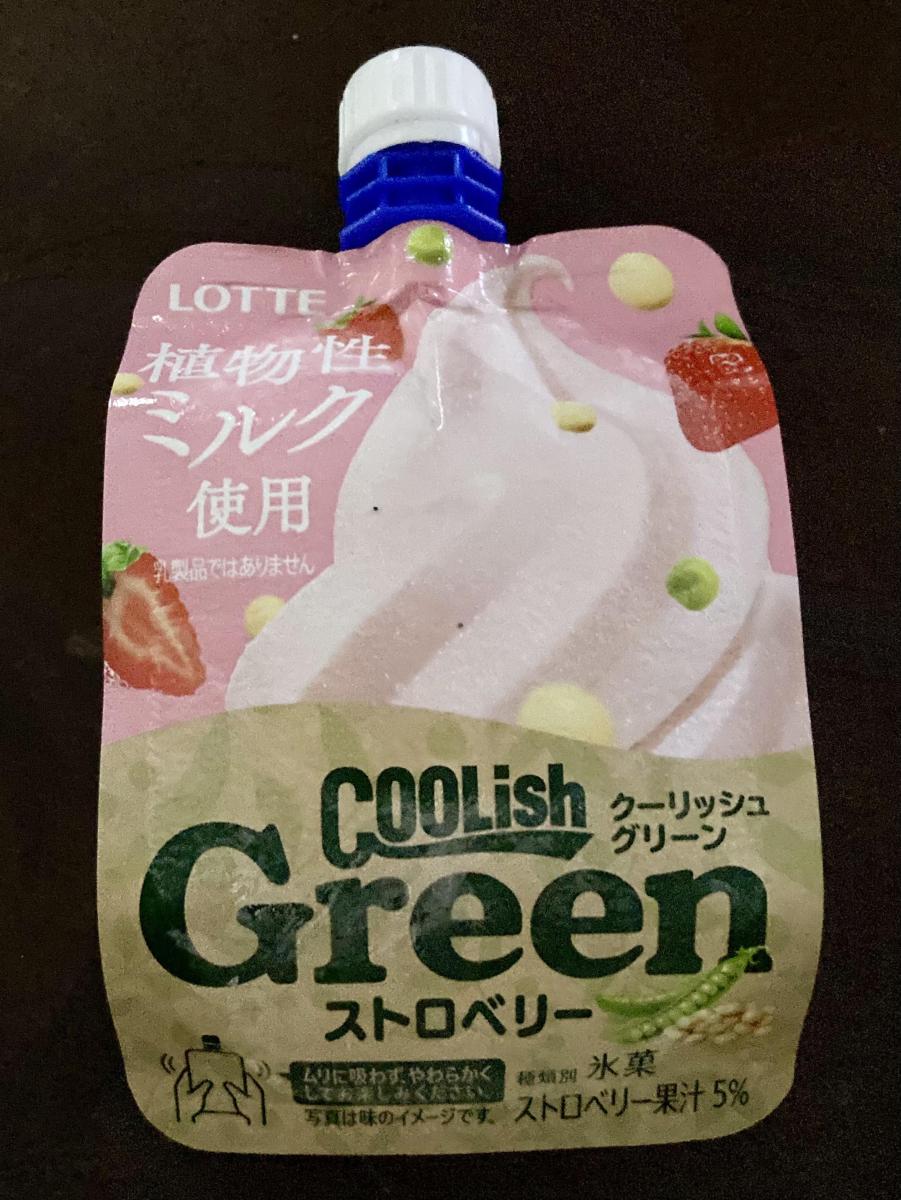 LOTTE
植物性
ミルク
使用
乳製品ではありません
COOLish
クーリッシュ
グリーン
Green
ストロベリー
ムリに吸わず、やわらかく
してお楽しみください。
写真は味のイメージです。
種類別 氷菓
ストロベリー果汁 5%